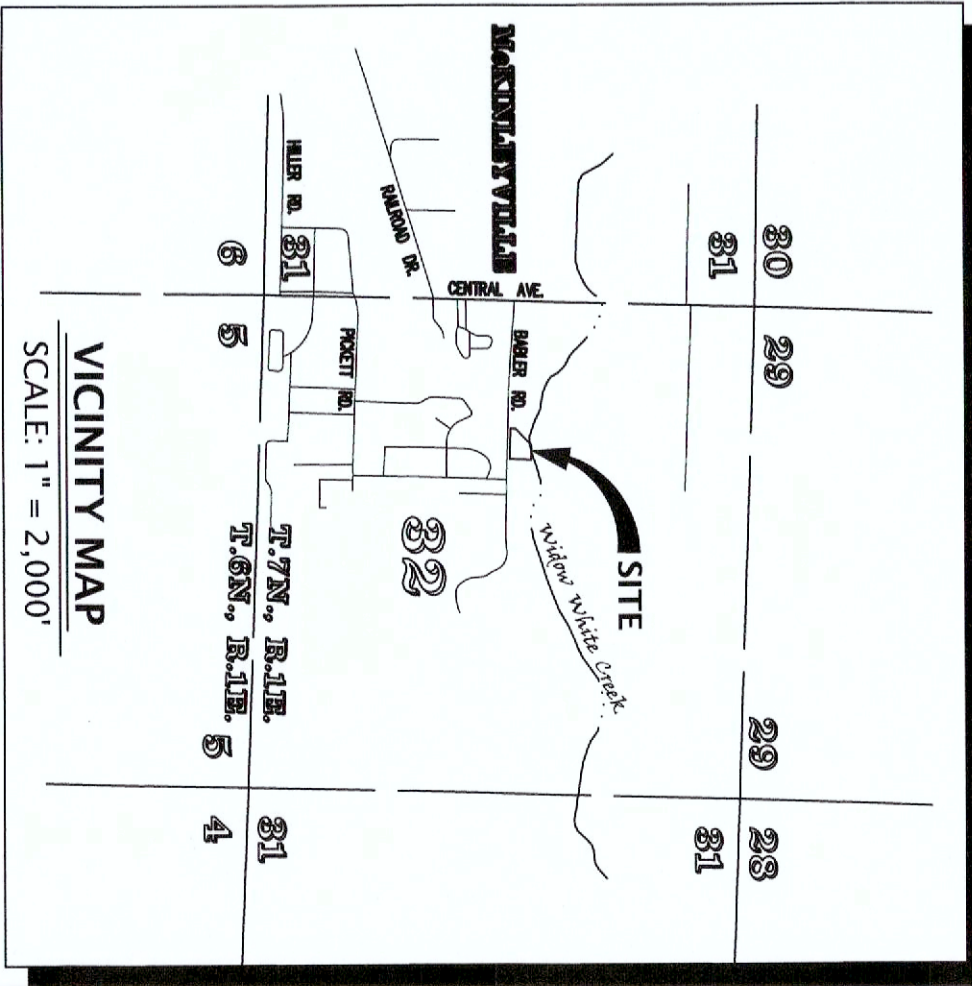 30 29 29 28
31 31
SITE
Widow White Creek
McKINLEYVILLE
BABLER RD.
CENTRAL AVE.
32
RAILROAD DR.
PICKETT RD.
HILLER RD.
31 T.7N., R.1E. 31
6 5 T.6N., R.1E. 5 4
VICINITY MAP
SCALE: 1" = 2,000'